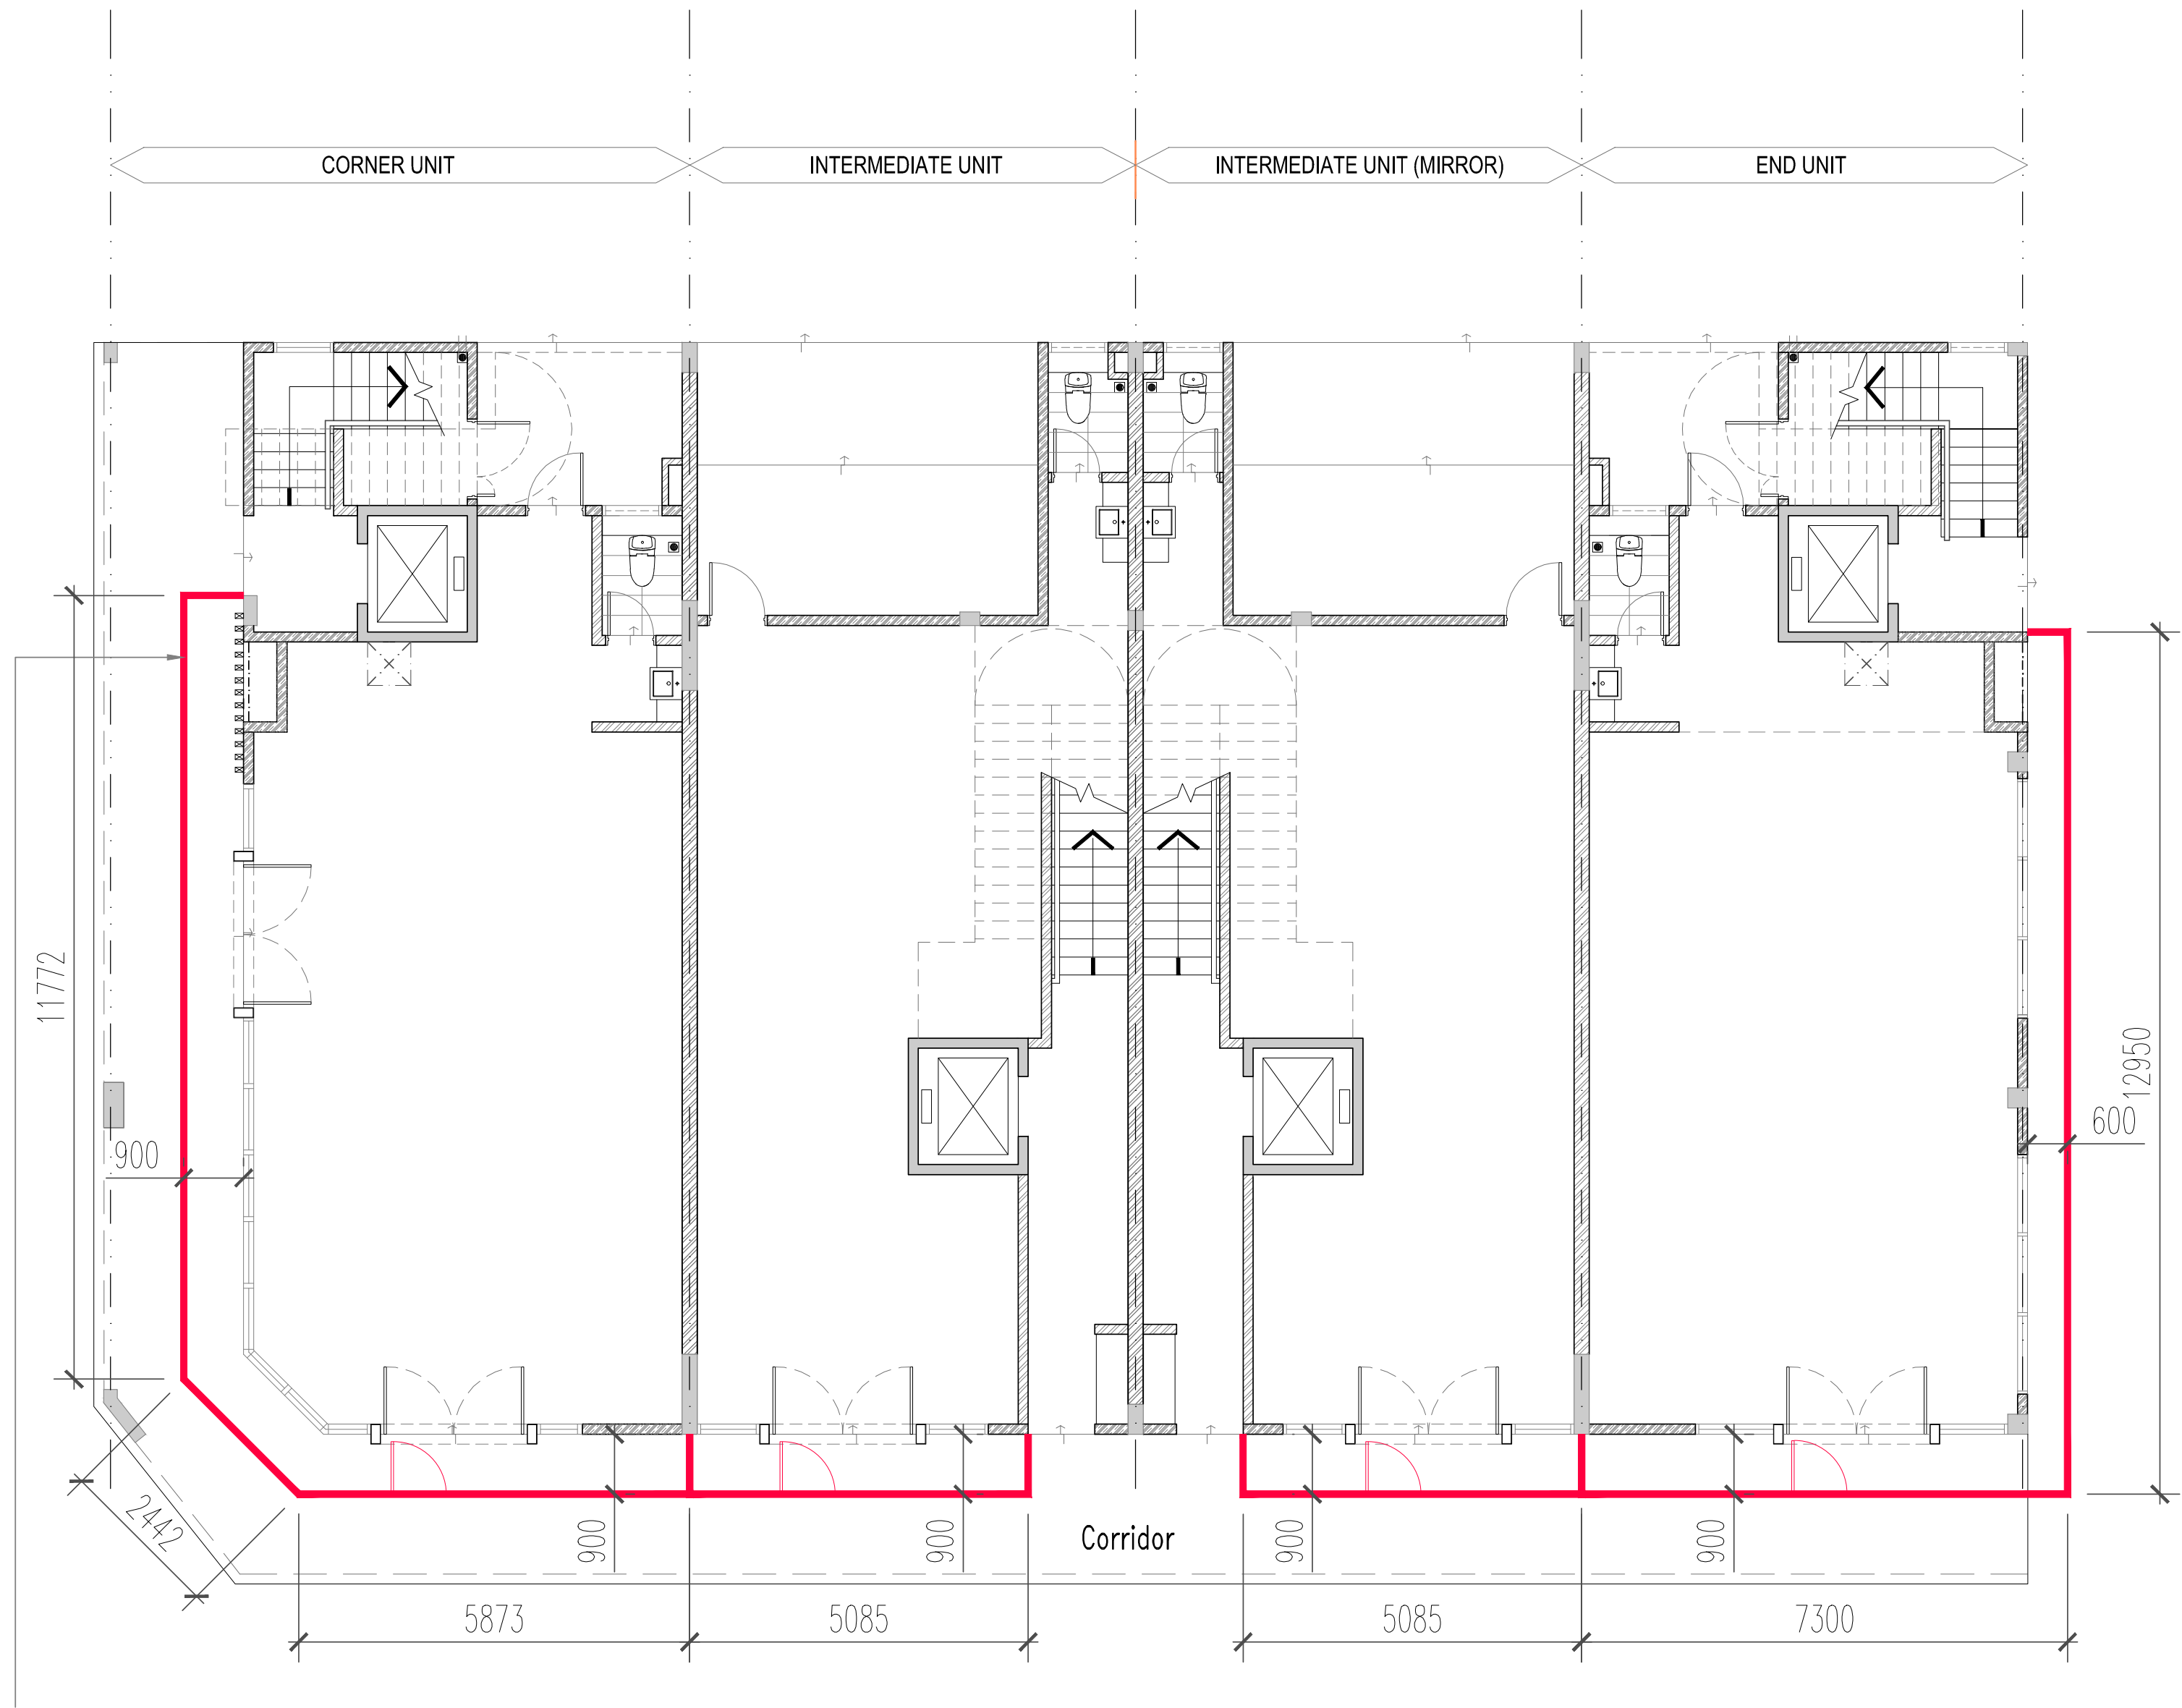 CORNER UNIT
INTERMEDIATE UNIT
INTERMEDIATE UNIT (MIRROR)
END UNIT
11772
12950
600
900
2442
900
900
Corridor
900
900
5873
5085
5085
7300